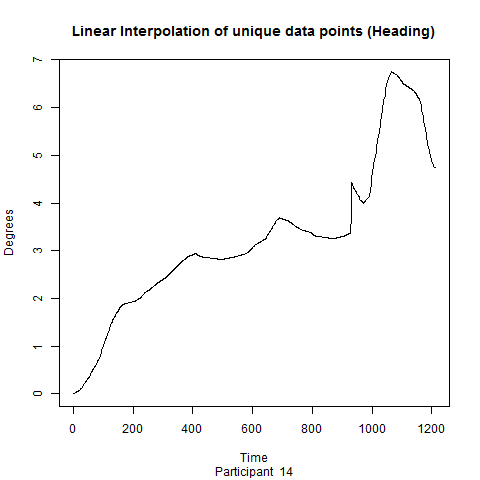 Linear Interpolation of unique data points (Heading)
7
6
5
4
3
2
1
0
Degrees
0 200 400 600 800 1000 1200
Time
Participant 14